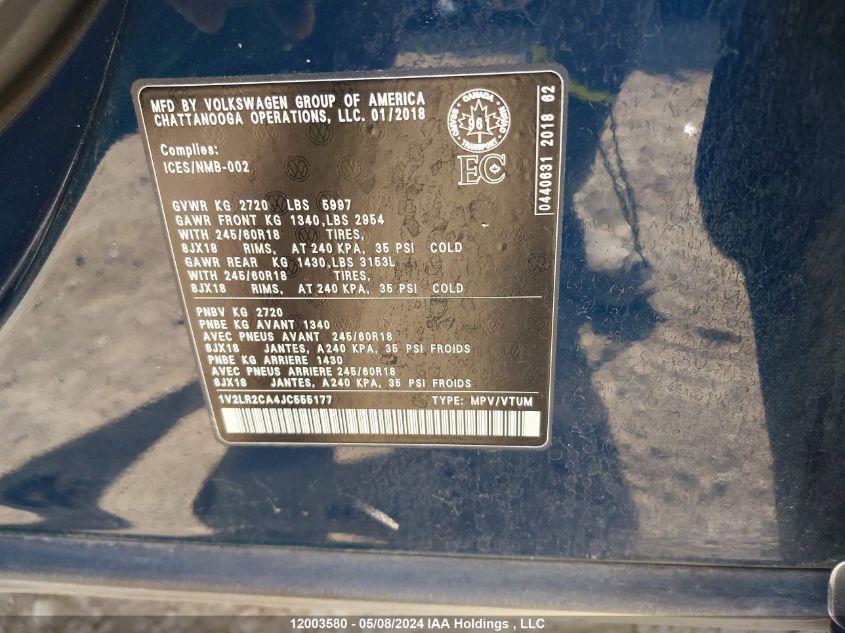 MFD BY VOLKSWAGEN GROUP OF AMERICA
CHATTANOOGA OPERATIONS, LLC. 01/2018
Complies:
ICES/NMB-002
CANADA
TRANSPORT
6
EC
0440631 2018 62
GVWR KG 2720 LBS 5997
GAWR FRONT KG 1340,LBS 2954
WITH 245/60R18 TIRES,
8JX18 RIMS, AT 240 KPA, 35 PSI COLD
GAWR REAR KG 1430,LBS 3153L
WITH 245/60R18 TIRES,
8JX18 RIMS, AT 240 KPA, 35 PSI COLD
PNBV KG 2720
PNBE KG AVANT 1340
AVEC PNEUS AVANT 245/60R18
8JX18 JANTES, A240 KPA, 35 PSI FROIDS
PNBE KG ARRIERE 1430
AVEC PNEUS ARRIERE 245/60R18
8JX18 JANTES, A240 KPA, 35 PSI FROIDS
1V2LR2CA4JC555177 TYPE: MPV/VTUM
12003580 - 05/08/2024 IAA Holdings , LLC